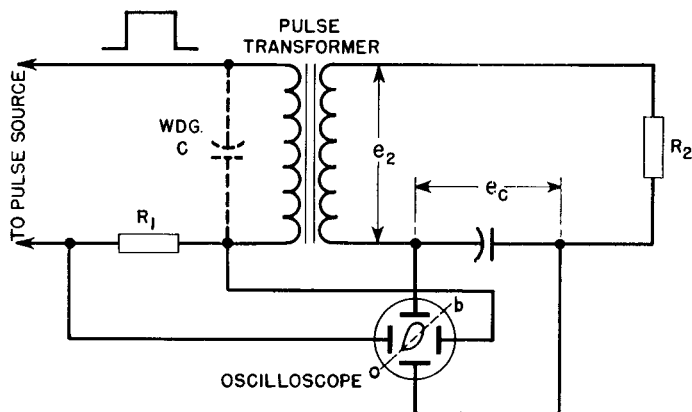 PULSE
TRANSFORMER
TO PULSE SOURCE
WDG.
C
e2
R2
ec
R1
b
a
OSCILLOSCOPE